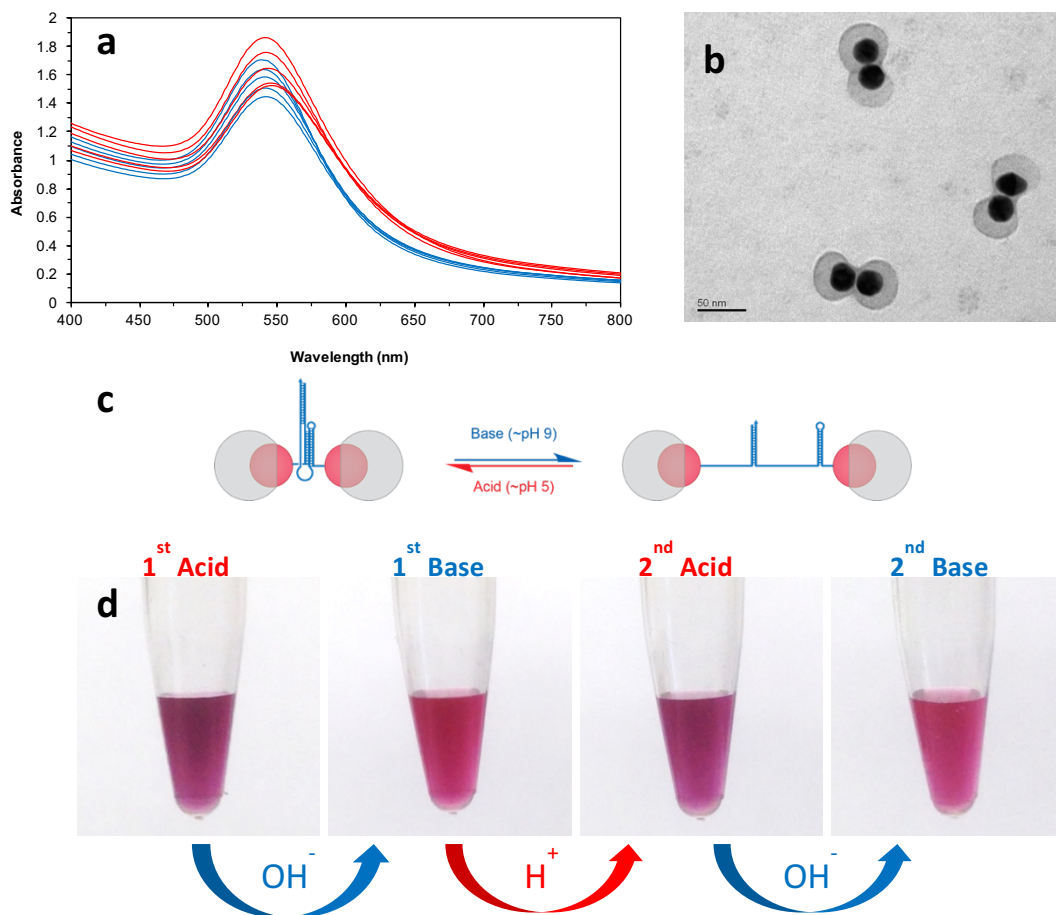 a
2
1.8
1.6
1.4
1.2
1
0.8
0.6
0.4
0.2
0
Absorbance
400 450 500 550 600 650 700 750 800
Wavelength (nm)
b
50 nm
c
Base (~pH 9)
Acid (~pH 5)
1st Acid
1st Base
2nd Acid
2nd Base
d
OH-
H+
OH-